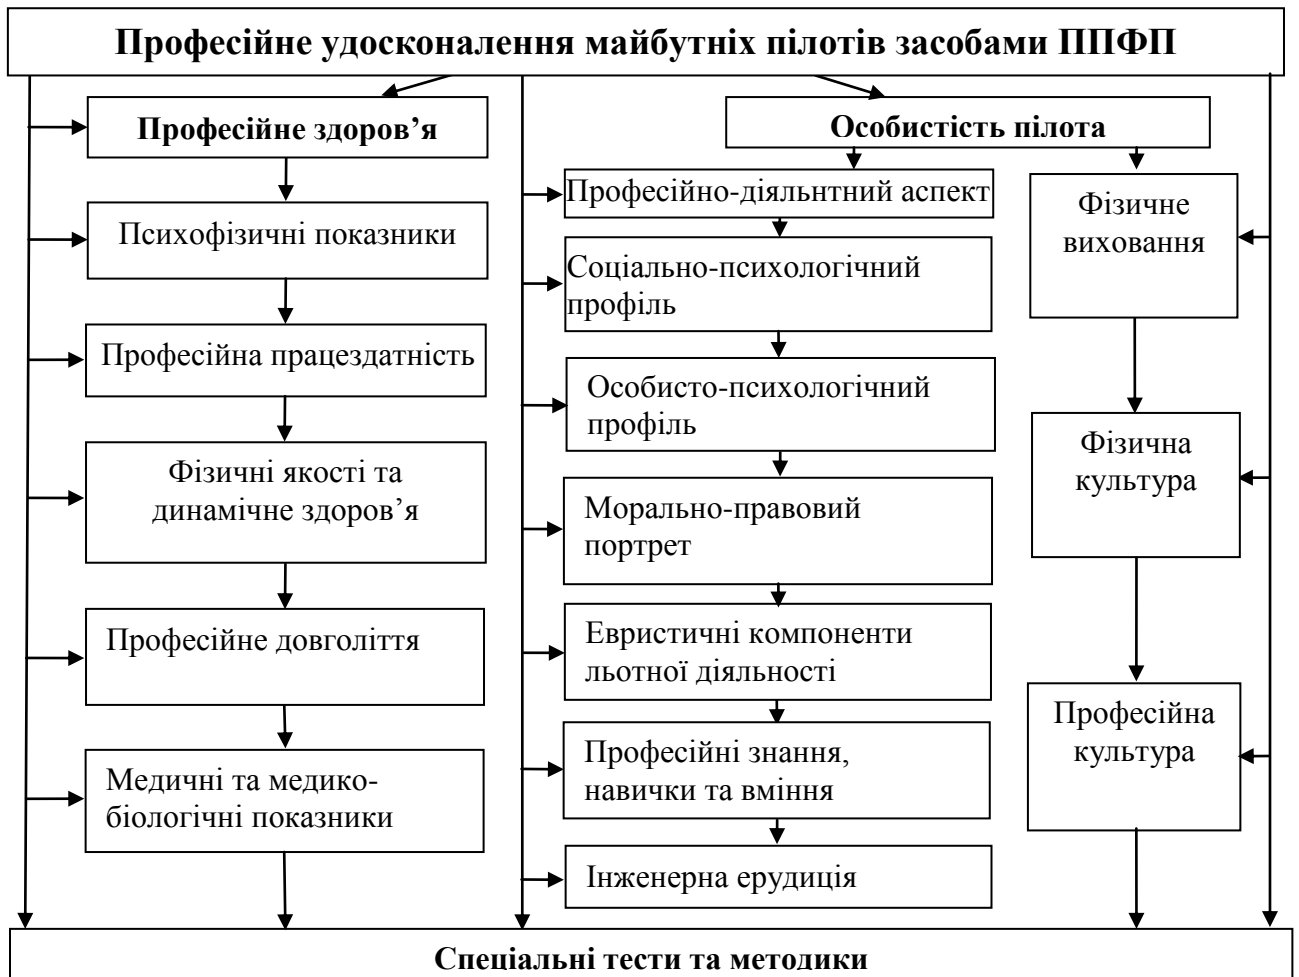 Професійне удосконалення майбутніх пілотів засобами ППФП
Професійне здоров’я
Психофізичні показники
Професійна працездатність
Фізичні якості та
динамічне здоров’я
Професійне довголіття
Медичні та медико-
біологічні показники
Особистість пілота
Професійно-діяльнтний аспект
Соціально-психологічний
профіль
Особисто-психологічний
профіль
Морально-правовий
портрет
Евристичні компоненти
льотної діяльності
Професійні знання,
навички та вміння
Інженерна ерудиція
Фізичне
виховання
Фізична
культура
Професійна
культура
Спеціальні тести та методики